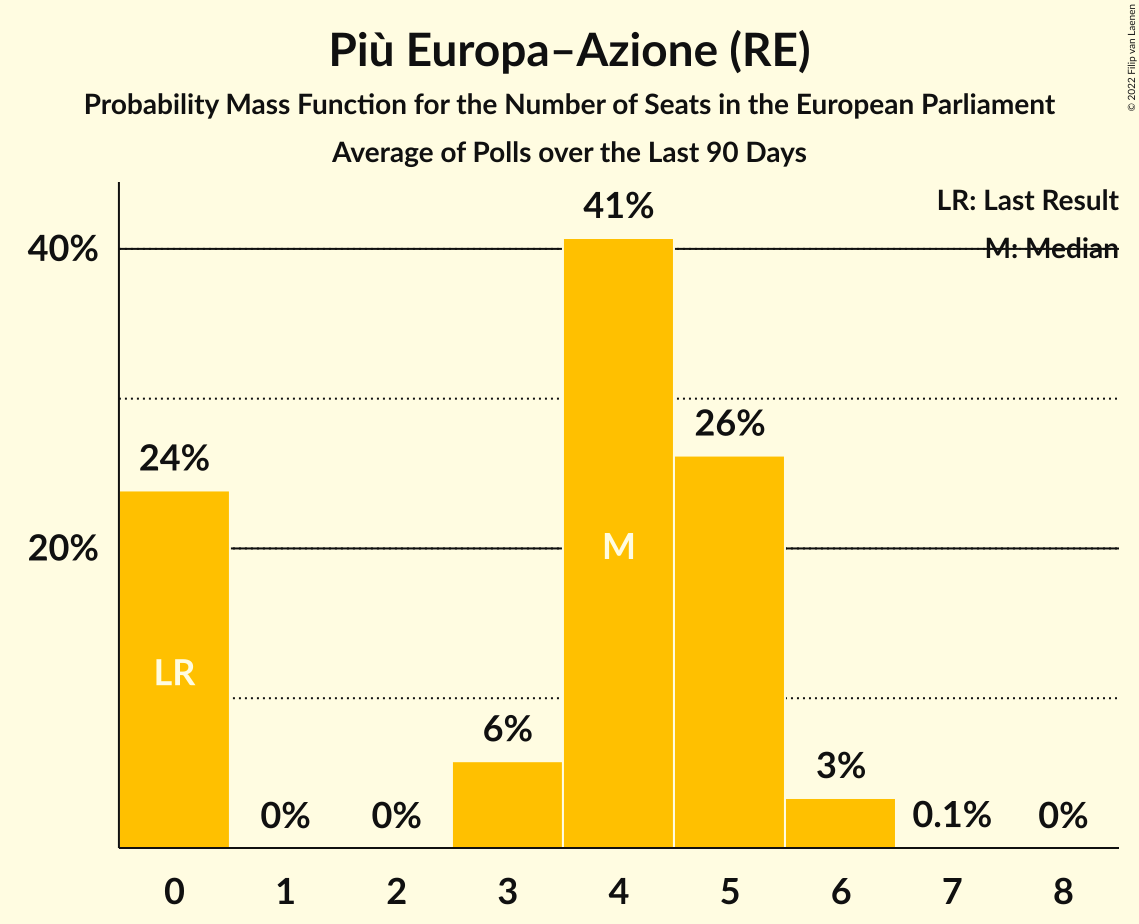 Più Europa–Azione (RE)
Probability Mass Function for the Number of Seats in the European Parliament
Average of Polls over the Last 90 Days
© 2022 Filip van Laenen
LR: Last Result
M: Median
41%
40%
26%
24%
20%
M
LR
6%
3%
0%
0%
0.1%
0%
0
1
2
3
4
5
6
7
8